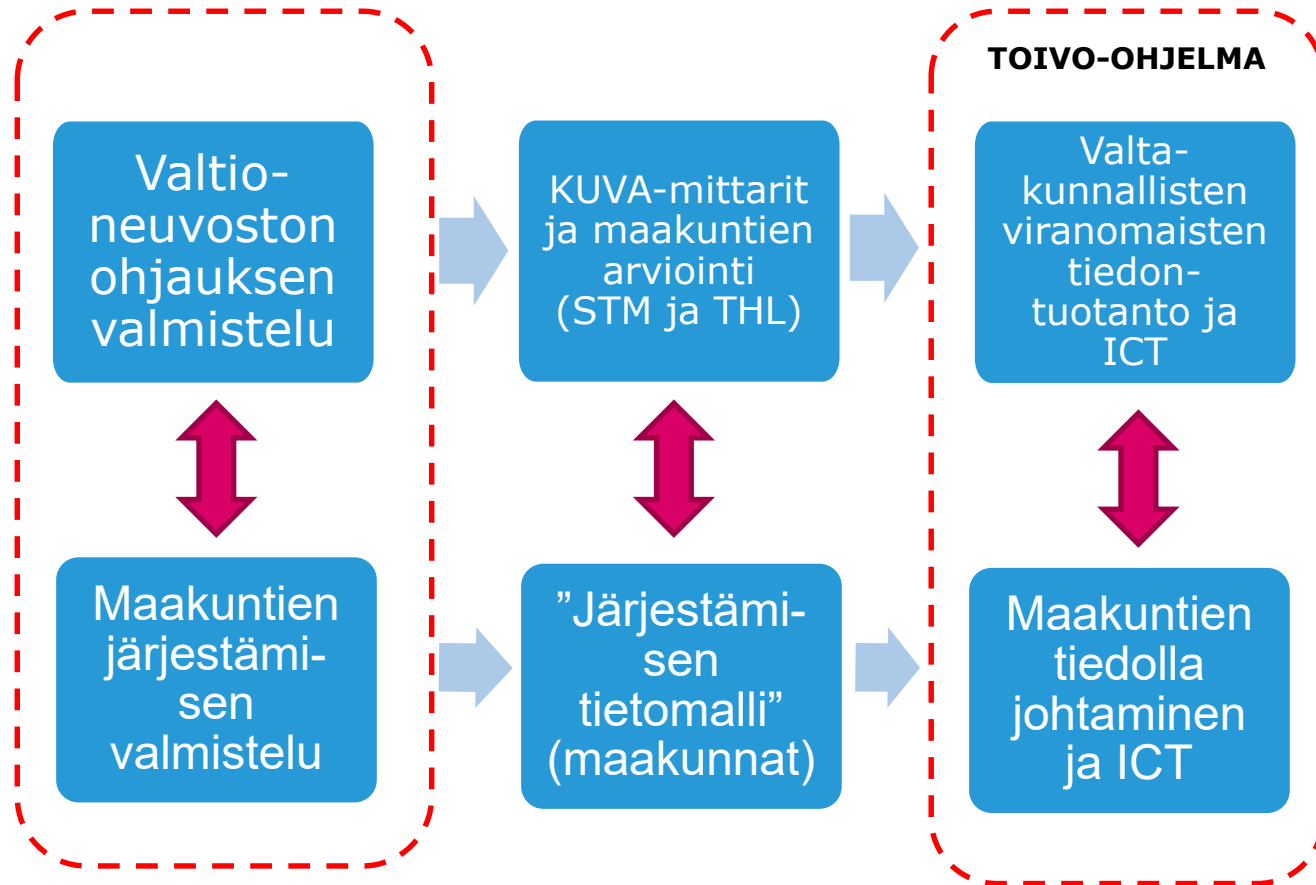 TOIVO-OHJELMA
Valtio-
neuvoston
ohjauksen
valmistelu
KUVA-mittarit
ja maakuntien
arviointi
(STM ja THL)
Valta-
kunnallisten
viranomaisten
tiedon-
tuotanto ja
ICT
Maakuntien
järjestämi-
sen
valmistelu
”Järjestämi-
sen
tietomalli”
(maakunnat)
Maakuntien
tiedolla
johtaminen
ja ICT